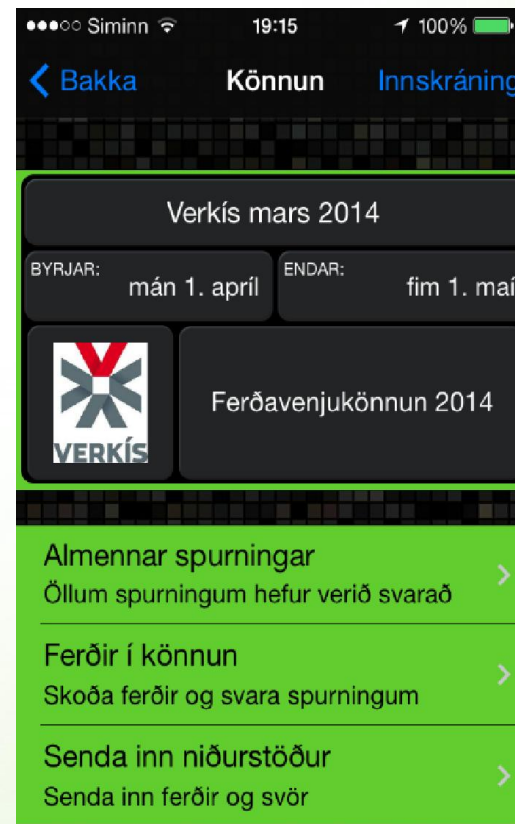 Síminn 19:15 100%
Bakka Könnun Innskráning
Verkís mars 2014
BYRJAR: mán 1. apríl ENDAR: fim 1. maí
VERKÍS
Ferðavenjukönnun 2014
Almennar spurningar
Öllum spurningum hefur verið svarað
Ferðir í könnun
Skoða ferðir og svara spurningum
Senda inn niðurstöður
Senda inn ferðir og svör